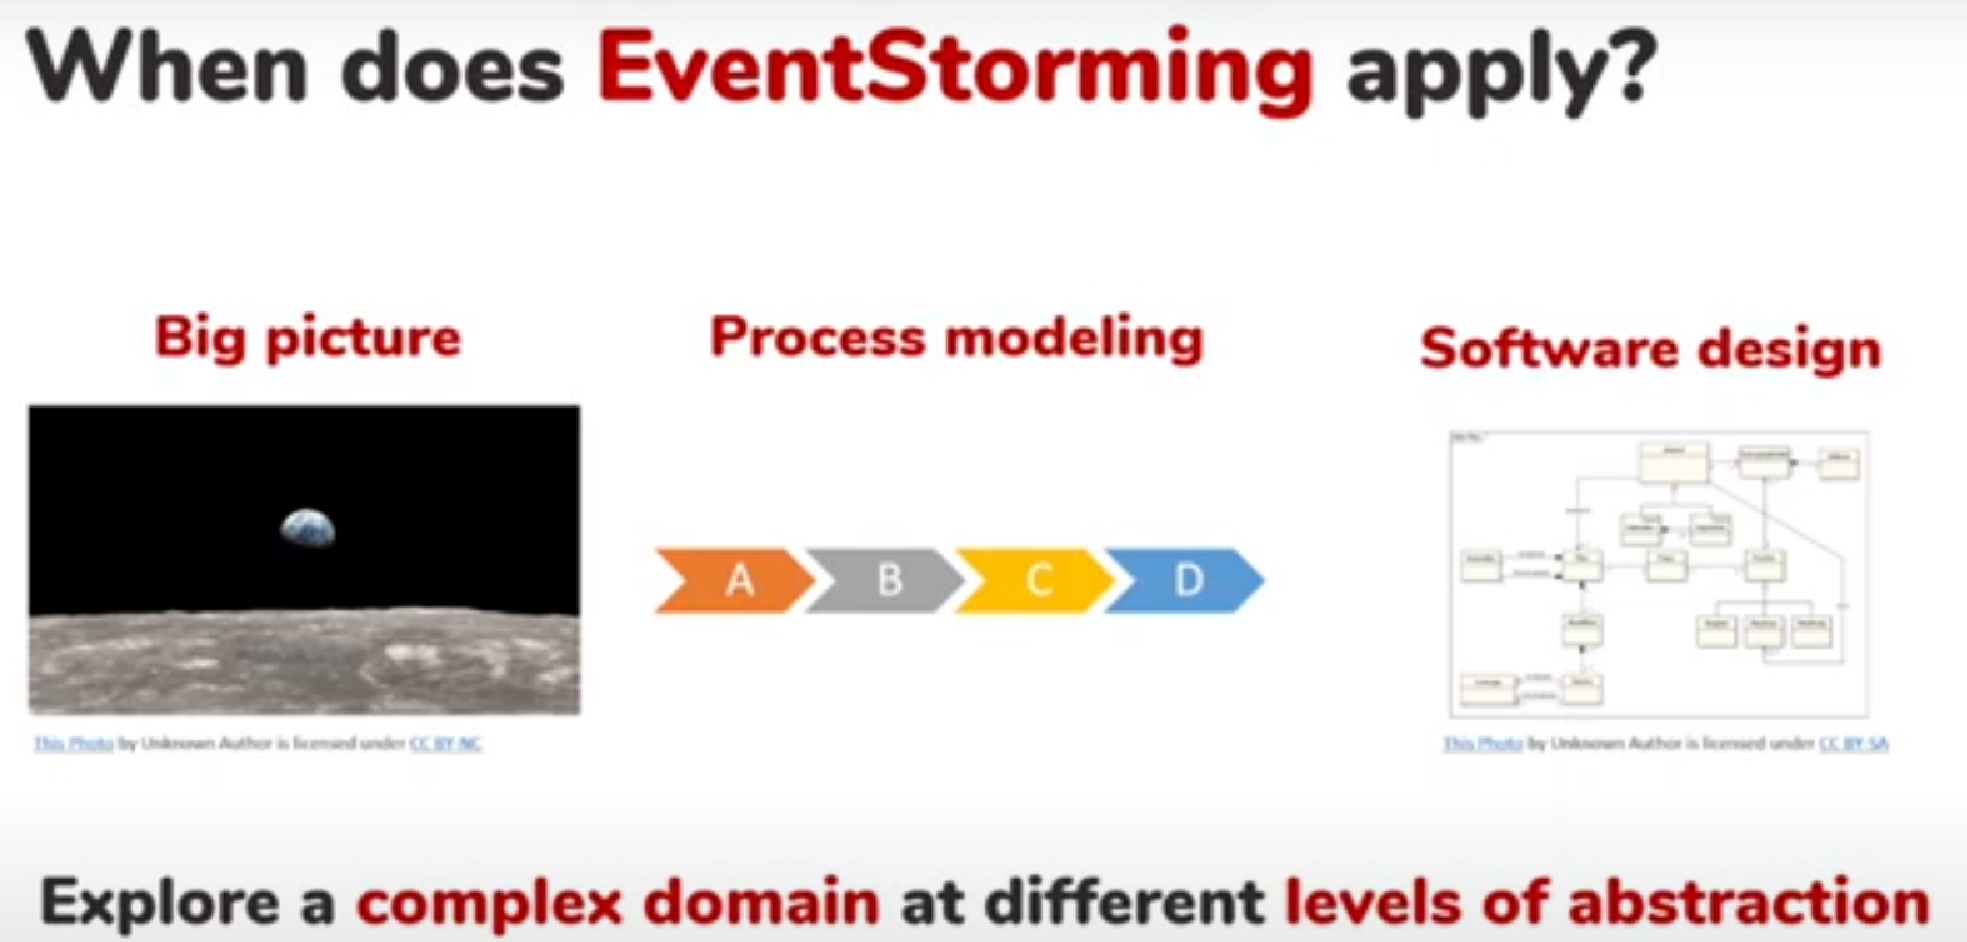 When does EventStorming apply?
Big picture
Process modeling
Software design
A
B
C
D
This Photo by Unknown Author is licensed under CC BY-NC
This Photo by Unknown Author is licensed under CC BY-SA
Explore a complex domain at different levels of abstraction